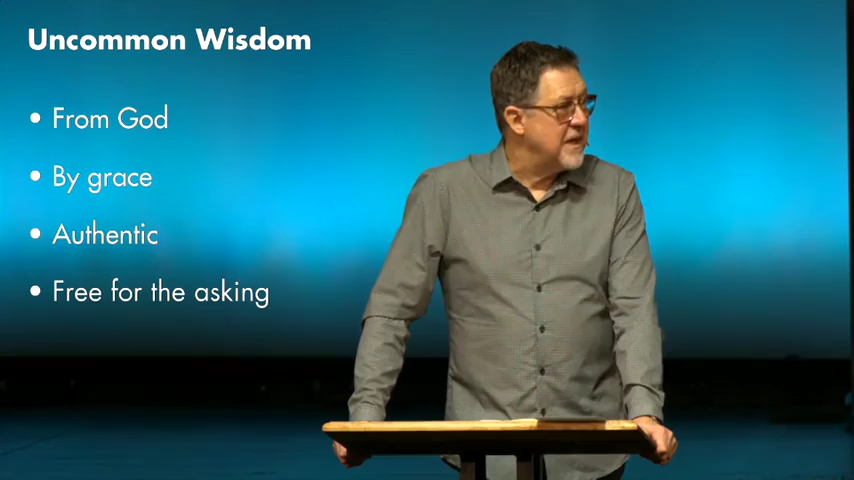 Uncommon Wisdom
• From God
• By grace
• Authentic
• Free for the asking